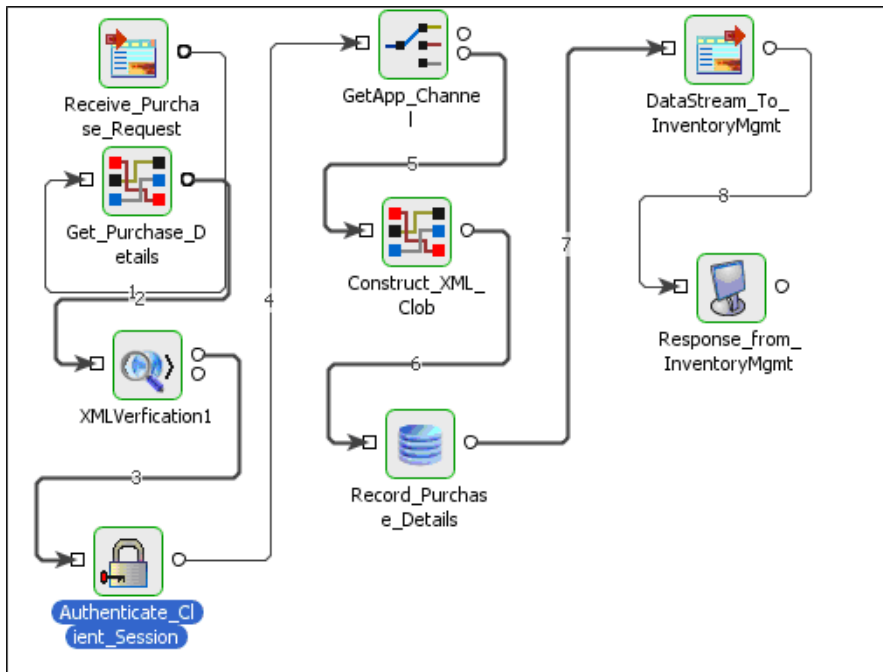 Receive_Purcha
se_Request
Get_Purchase_D
etails
1
2
XMLVerfication1
3
Authenticate_Cl
ient_Session
4
GetApp_Channe
l
5
Construct_XML_
Clob
6
Record_Purchas
e_Details
7
DataStream_To_
InventoryMgmt
8
Response_from_
InventoryMgmt